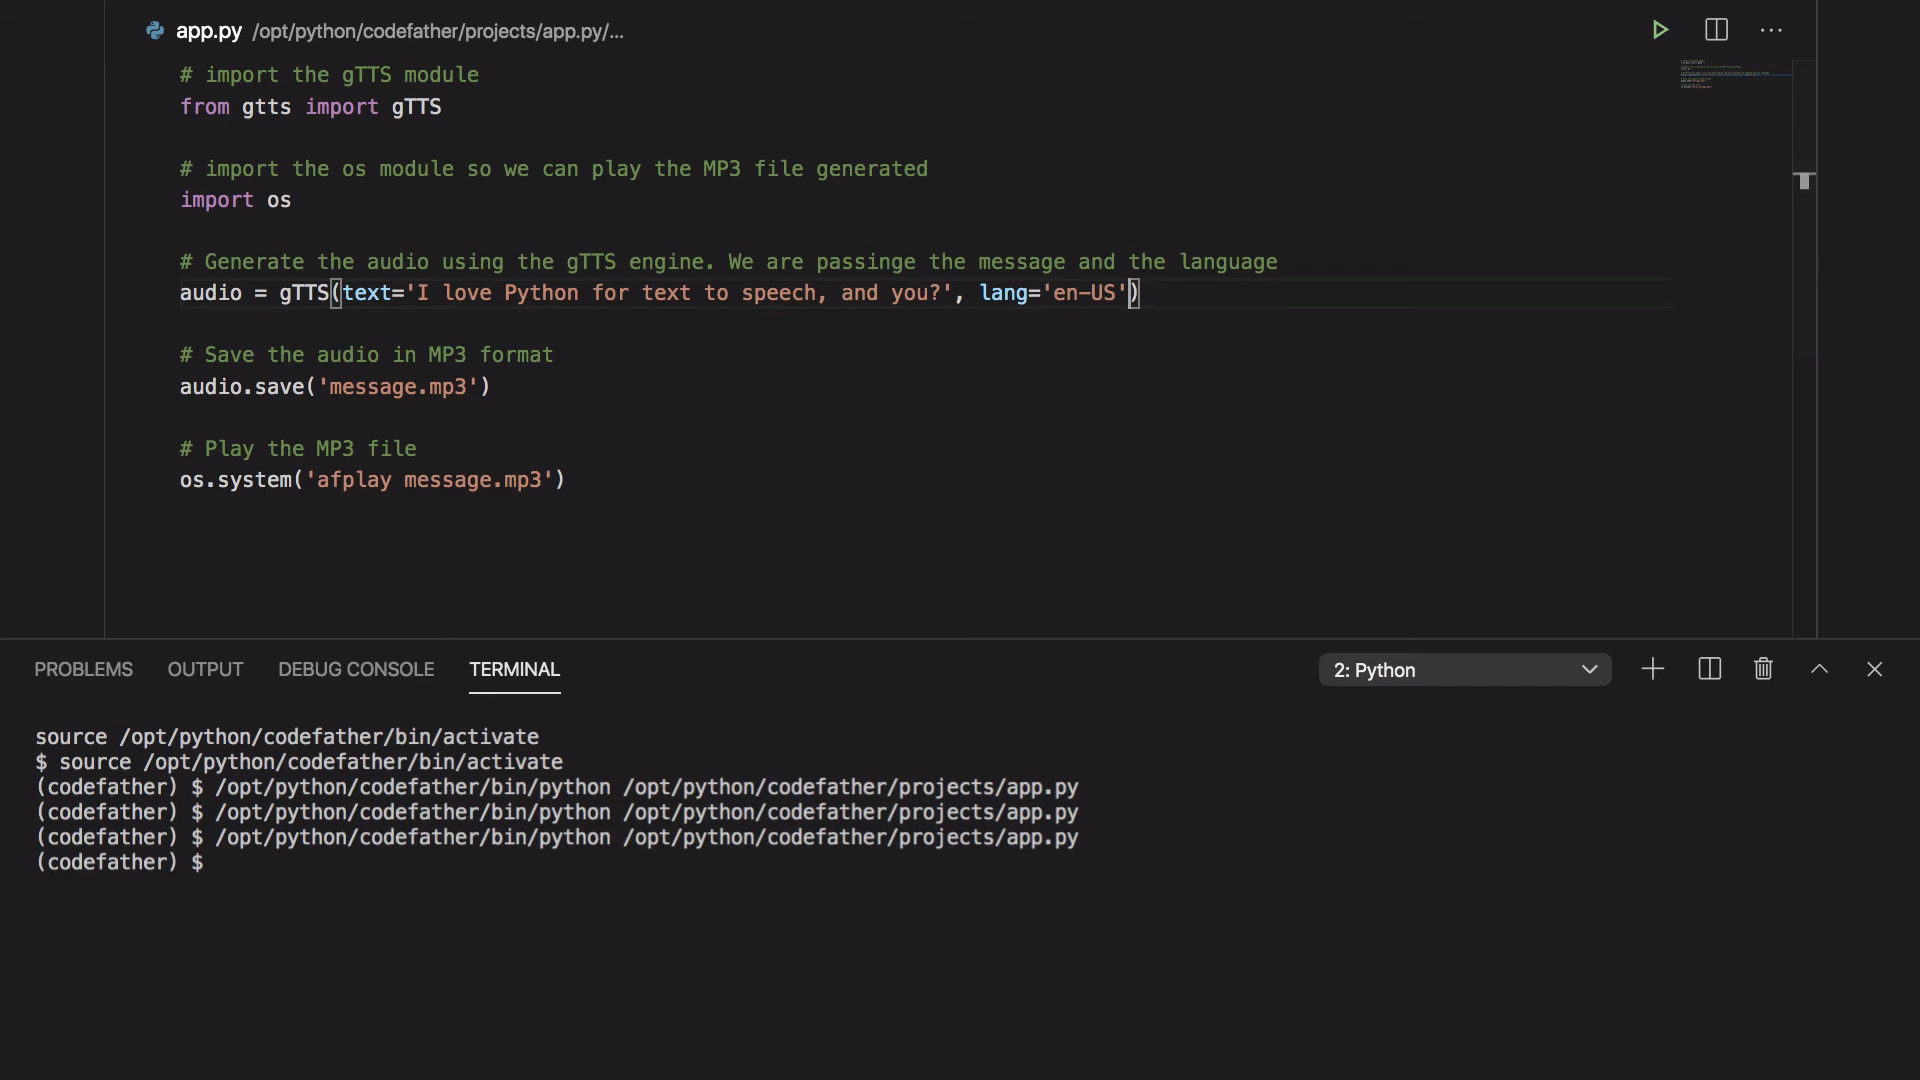 app.py /opt/python/codefather/projects/app.py/...
# import the gTTS module
from gtts import gTTS
# import the os module so we can play the MP3 file generated
import os
# Generate the audio using the gTTS engine. We are passinge the message and the language
audio = gTTS(text='I love Python for text to speech, and you?', lang='en-US')
# Save the audio in MP3 format
audio.save('message.mp3')
# Play the MP3 file
os.system('afplay message.mp3')
PROBLEMS OUTPUT DEBUG CONSOLE TERMINAL 2: Python
source /opt/python/codefather/bin/activate
$ source /opt/python/codefather/bin/activate
(codefather) $ /opt/python/codefather/bin/python /opt/python/codefather/projects/app.py
(codefather) $ /opt/python/codefather/bin/python /opt/python/codefather/projects/app.py
(codefather) $ /opt/python/codefather/bin/python /opt/python/codefather/projects/app.py
(codefather) $